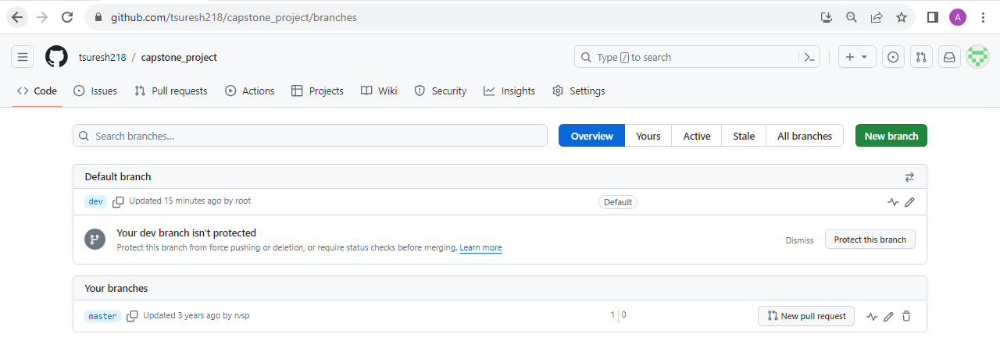 github.com/tsuresh218/capstone_project/branches
A
tsuresh218 / capstone_project
Type / to search
Code Issues Pull requests Actions Projects Wiki Security Insights Settings
Search branches...
Overview Yours Active Stale All branches New branch
Default branch
dev Updated 15 minutes ago by root Default
Your dev branch isn't protected
Protect this branch from force pushing or deletion, or require status checks before merging. Learn more
Dismiss Protect this branch
Your branches
master Updated 3 years ago by rvsp 1 0 New pull request